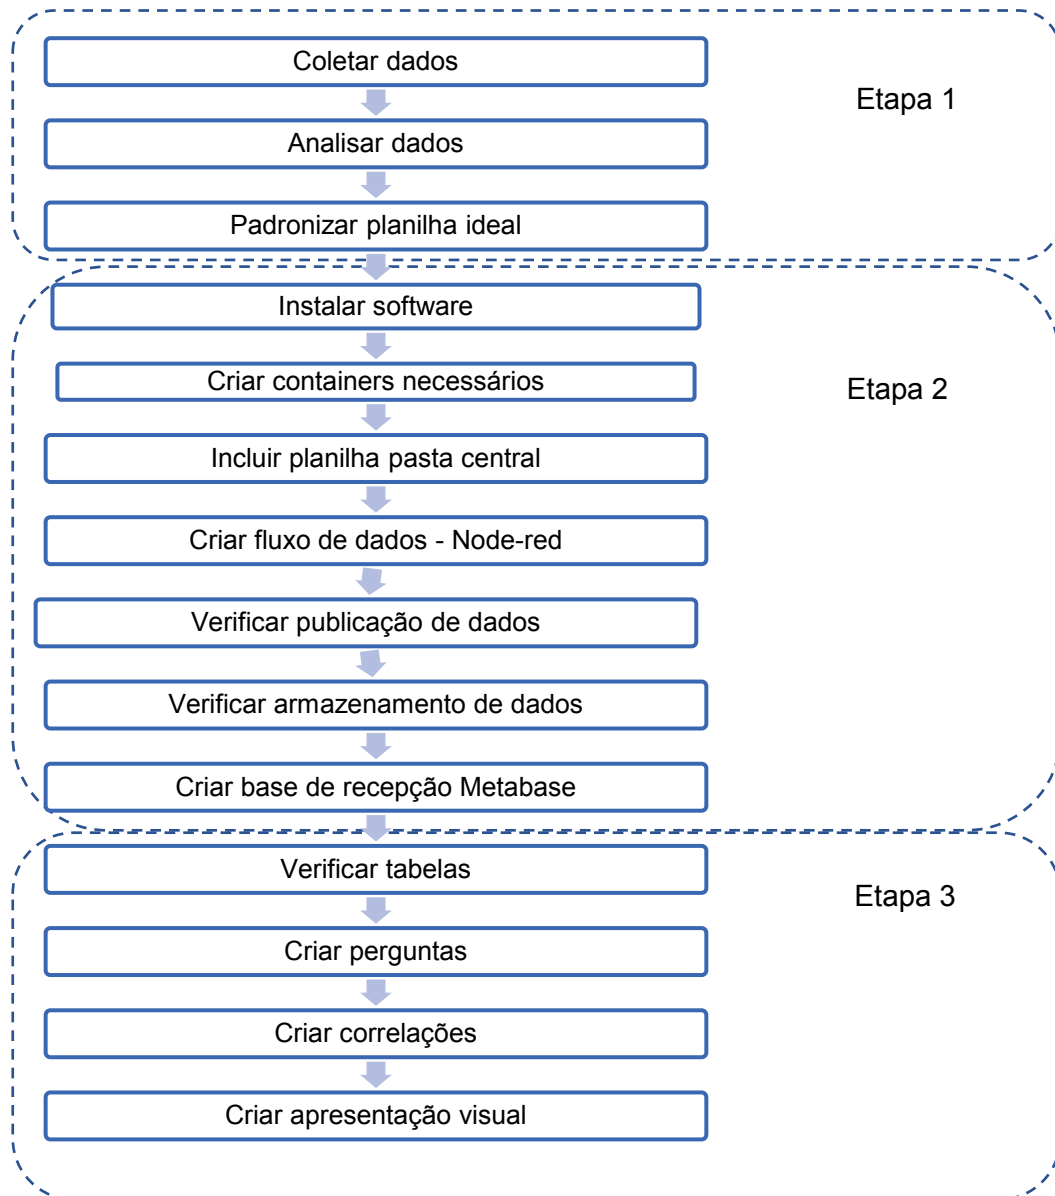 Coletar dados
Etapa 1
Analisar dados
Padronizar planilha ideal
Instalar software
Criar containers necessários
Etapa 2
Incluir planilha pasta central
Criar fluxo de dados - Node-red
Verificar publicação de dados
Verificar armazenamento de dados
Criar base de recepção Metabase
Verificar tabelas
Etapa 3
Criar perguntas
Criar correlações
Criar apresentação visual